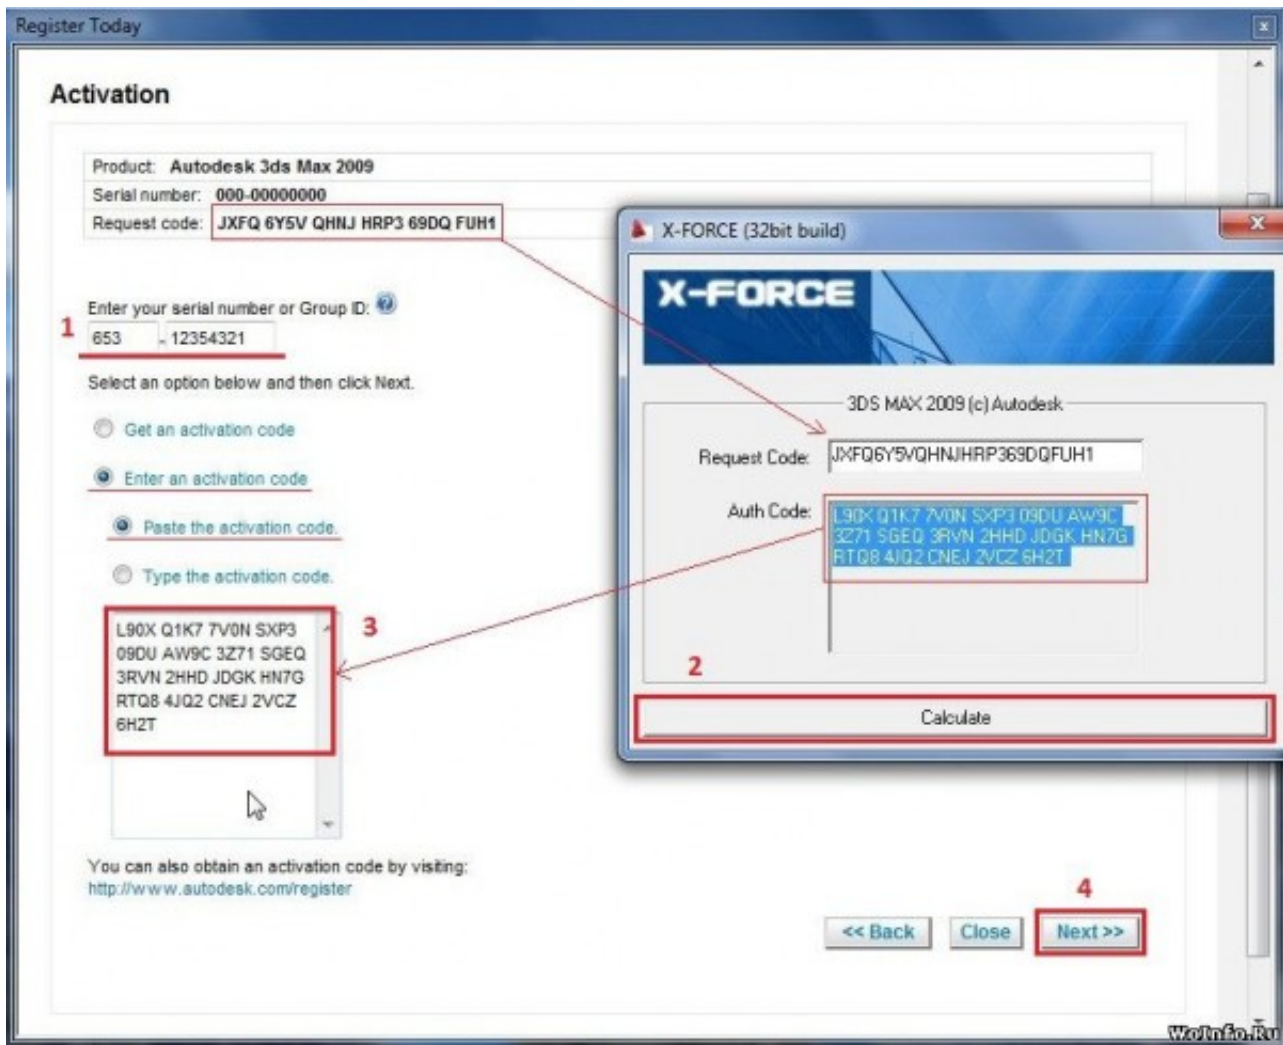 Register Today
Activation
Product: Autodesk 3ds Max 2009
Serial number: 000-00000000
Request code: JXFQ 6Y5V QHNJ HRP3 69DQ FUH1
X-FORCE (32bit build)
X-FORCE
Enter your serial number or Group ID:
1
653 - 12354321
Select an option below and then click Next.
3DS MAX 2009 (c) Autodesk
Get an activation code
Request Code: JXFQ6Y5VQHNJHRP369DQFUH1
Enter an activation code
Auth Code: L90X Q1K7 7V0N SXP3 09DU AW9C
3Z71 SGEQ 3RVN 2HHD JDGK HN7G
RTQ8 4JQ2 CNEJ 2VCZ 6H2T
Paste the activation code.
Type the activation code.
L90X Q1K7 7V0N SXP3
09DU AW9C 3Z71 SGEQ
3RVN 2HHD JDGK HN7G
RTQ8 4JQ2 CNEJ 2VCZ
6H2T
3
2
Calculate
You can also obtain an activation code by visiting:
http://www.autodesk.com/register
4
<< Back Close Next >>
WoInfo.Ru